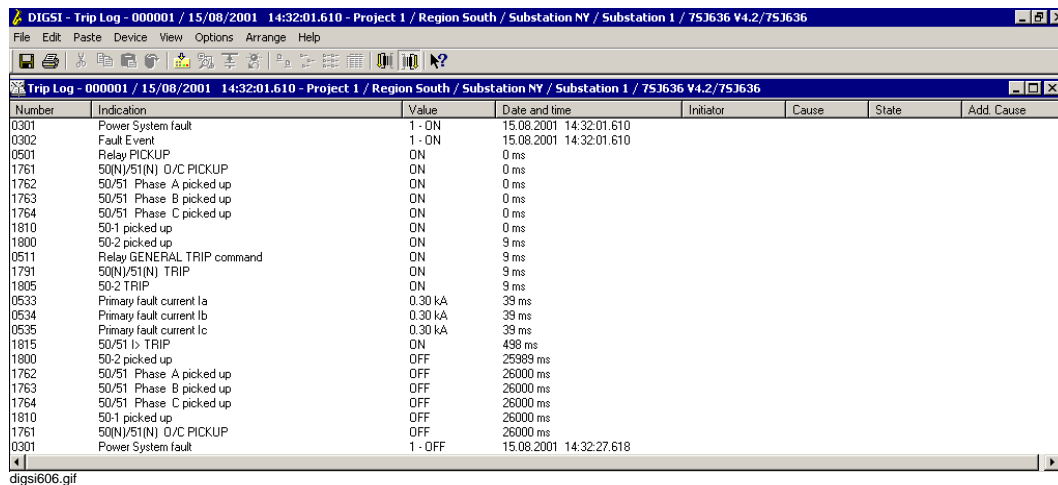 DIGSI - Trip Log - 000001 / 15/08/2001 14:32:01.610 - Project 1 / Region South / Substation NY / Substation 1 / 7SJ636 V4.2/7SJ636
File Edit Paste Device View Options Arrange Help
Trip Log - 000001 / 15/08/2001 14:32:01.610 - Project 1 / Region South / Substation NY / Substation 1 / 7SJ636 V4.2/7SJ636
Number Indication Value Date and time Initiator Cause State Add. Cause
0301 Power System fault 1 - ON 15.08.2001 14:32:01.610
0302 Fault Event 1 - ON 15.08.2001 14:32:01.610
0501 Relay PICKUP ON 0 ms
1761 50(N)/51(N) O/C PICKUP ON 0 ms
1762 50/51 Phase A picked up ON 0 ms
1763 50/51 Phase B picked up ON 0 ms
1764 50/51 Phase C picked up ON 0 ms
1810 50-1 picked up ON 0 ms
1800 50-2 picked up ON 9 ms
0511 Relay GENERAL TRIP command ON 9 ms
1791 50(N)/51(N) TRIP ON 9 ms
1805 50-2 TRIP ON 9 ms
0533 Primary fault current Ia 0.30 kA 39 ms
0534 Primary fault current Ib 0.30 kA 39 ms
0535 Primary fault current Ic 0.30 kA 39 ms
1815 50/51 I> TRIP ON 498 ms
1800 50-2 picked up OFF 25989 ms
1762 50/51 Phase A picked up OFF 26000 ms
1763 50/51 Phase B picked up OFF 26000 ms
1764 50/51 Phase C picked up OFF 26000 ms
1810 50-1 picked up OFF 26000 ms
1761 50(N)/51(N) O/C PICKUP OFF 26000 ms
0301 Power System fault 1 - OFF 15.08.2001 14:32:27.618
digsi606.gif